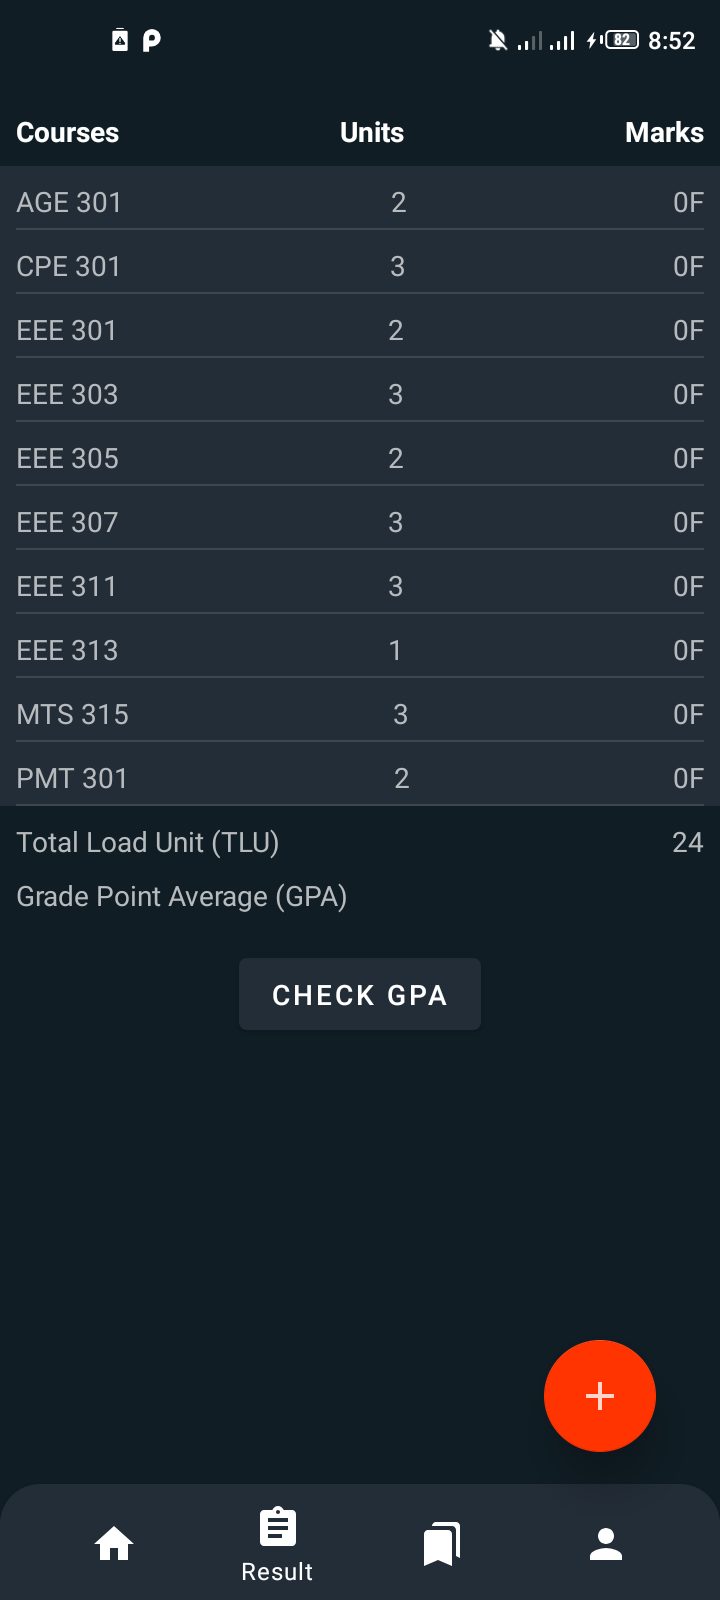 82 8:52
Courses Units Marks
AGE 301 2 0F
CPE 301 3 0F
EEE 301 2 0F
EEE 303 3 0F
EEE 305 2 0F
EEE 307 3 0F
EEE 311 3 0F
EEE 313 1 0F
MTS 315 3 0F
PMT 301 2 0F
Total Load Unit (TLU) 24
Grade Point Average (GPA)
CHECK GPA
Result